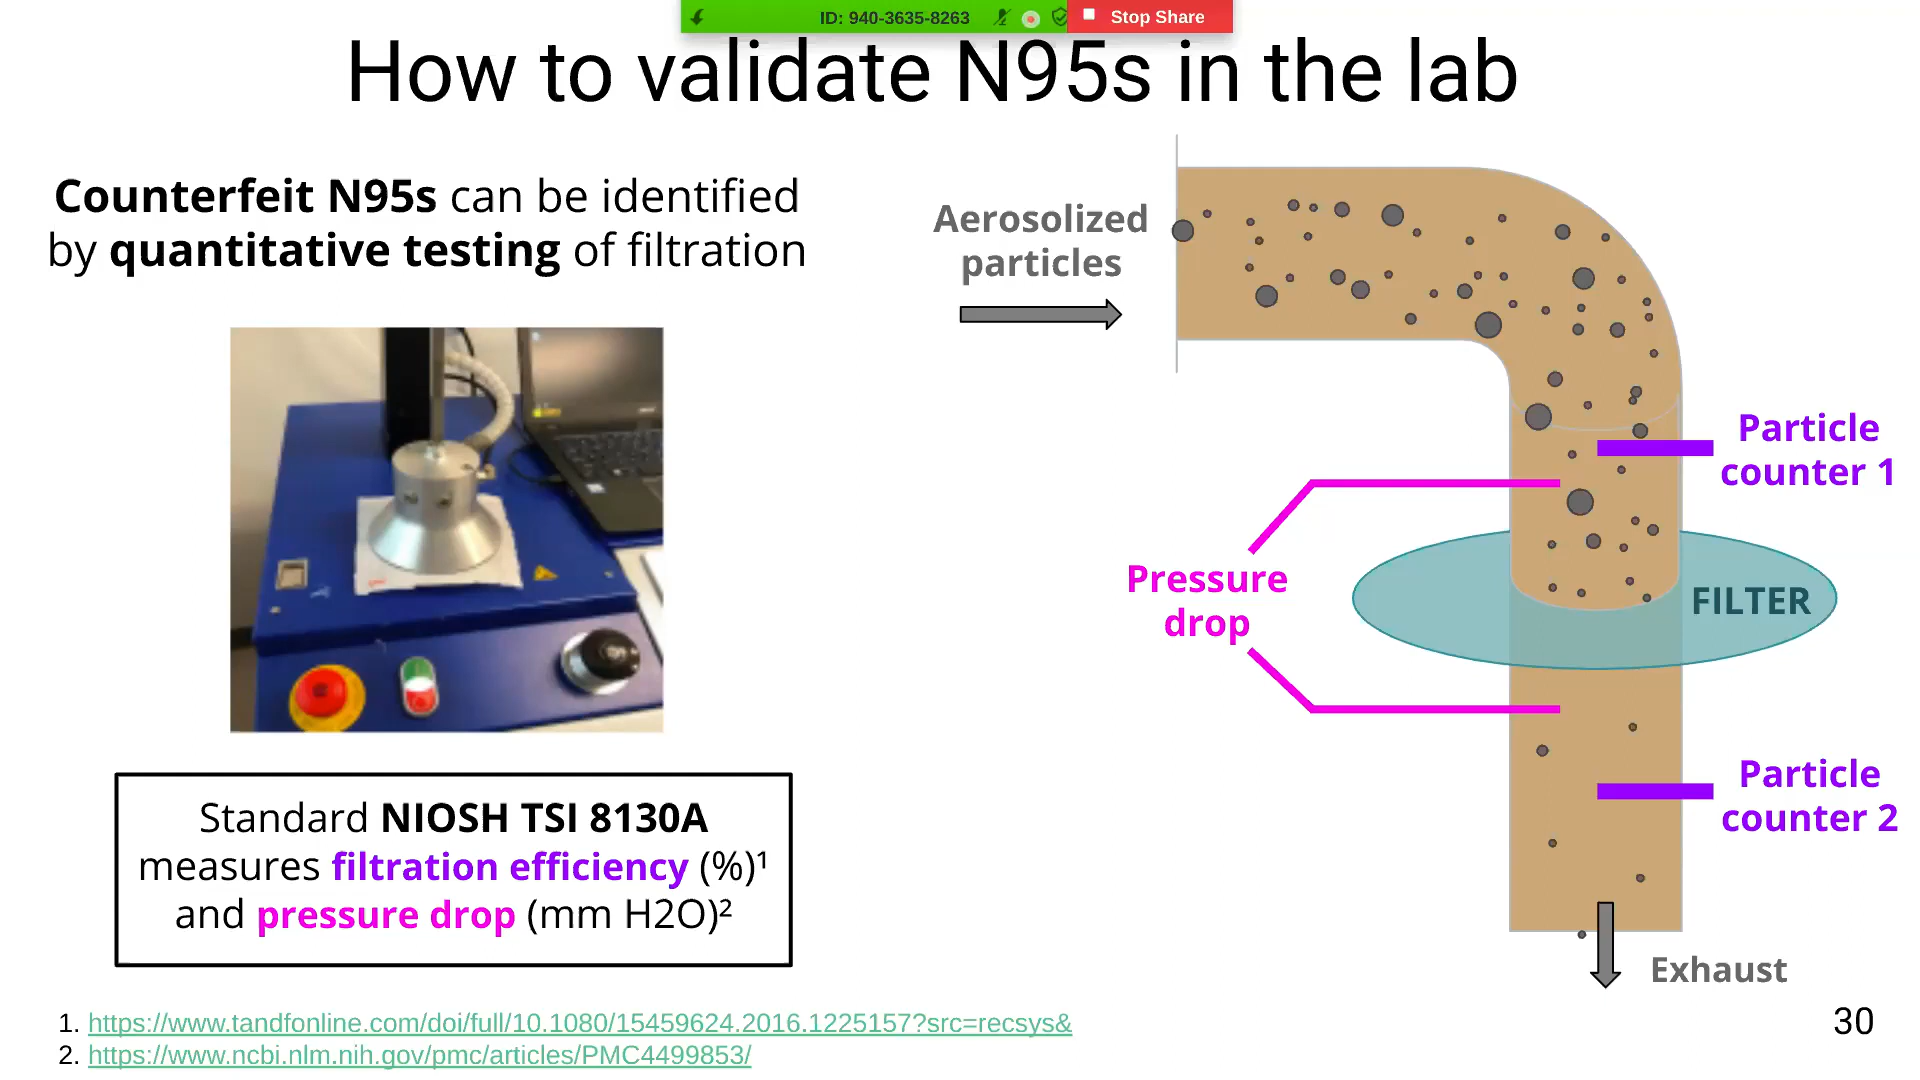 ID: 940-3635-8263
Stop Share
How to validate N95s in the lab
Counterfeit N95s can be identified
by quantitative testing of filtration
Aerosolized
particles
Particle
counter 1
Pressure
drop
FILTER
Particle
counter 2
Exhaust
Standard NIOSH TSI 8130A
measures filtration efficiency (%)¹
and pressure drop (mm H2O)²
1. https://www.tandfonline.com/doi/full/10.1080/15459624.2016.1225157?src=recsys&
2. https://www.ncbi.nlm.nih.gov/pmc/articles/PMC4499853/
30